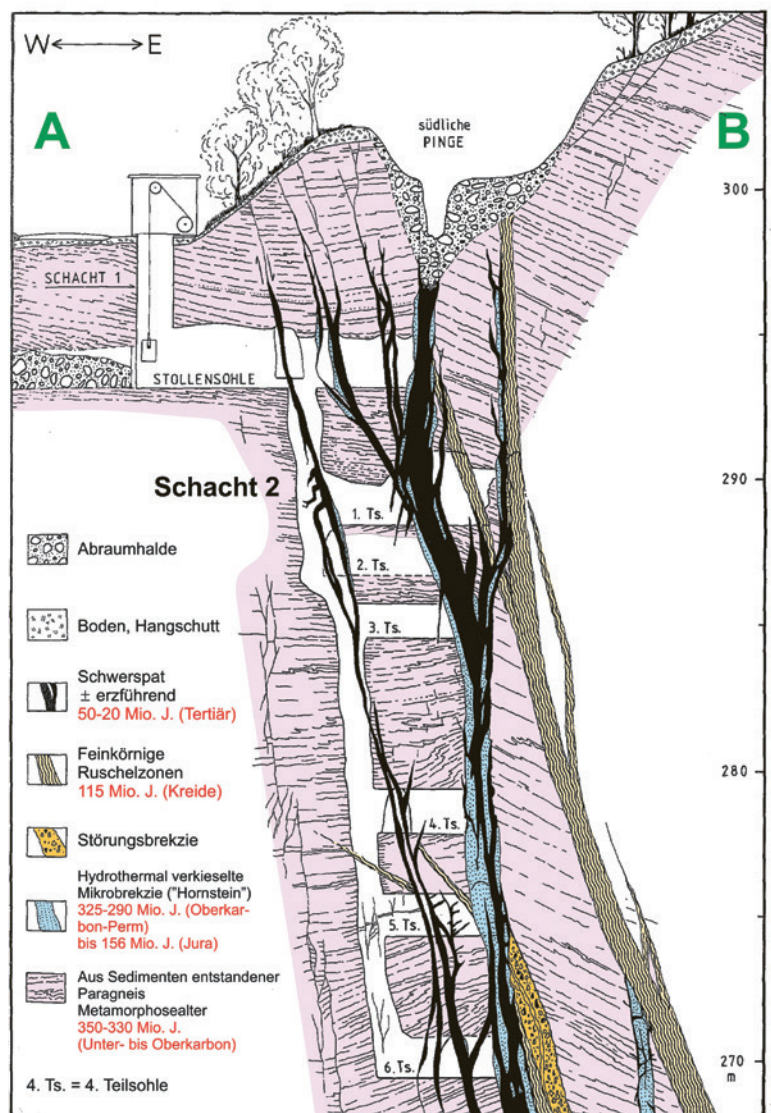 W E
A
B
südliche
PINGE
300
SCHACHT 1
STOLLENSOHLE
Schacht 2
290
1. Ts.
2. Ts.
3. Ts.
280
4. Ts.
5. Ts.
6. Ts.
270
m
Abraumhalde
Boden, Hangschutt
Schwerspat
± erzführend
50-20 Mio. J. (Tertiär)
Feinkörnige
Ruschelzonen
115 Mio. J. (Kreide)
Störungsbrekzie
Hydrothermal verkieselte
Mikrobrekzie ("Hornstein")
325-290 Mio. J. (Oberkar-
bon-Perm)
bis 156 Mio. J. (Jura)
Aus Sedimenten entstandener
Paragneis
Metamorphosealter
350-330 Mio. J.
(Unter- bis Oberkarbon)
4. Ts. = 4. Teilsohle